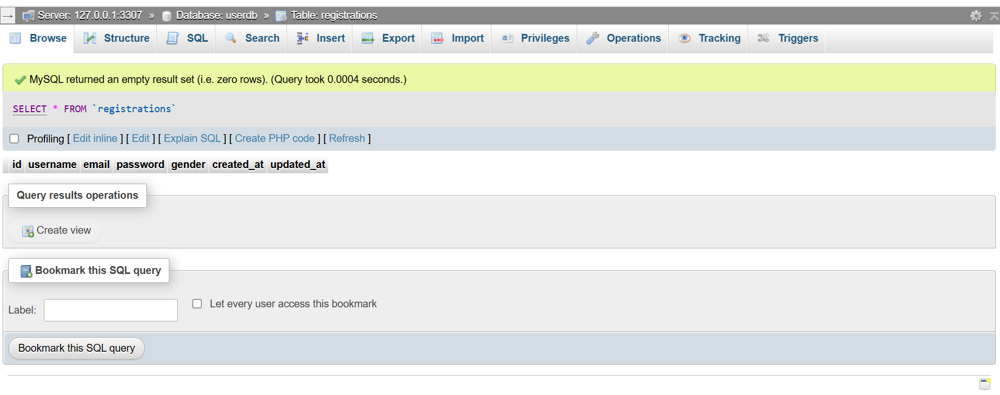 → Server: 127.0.0.1:3307 » Database: userdb » Table: registrations
Browse Structure SQL Search Insert Export Import Privileges Operations Tracking Triggers
MySQL returned an empty result set (i.e. zero rows). (Query took 0.0004 seconds.)
SELECT * FROM `registrations`
Profiling [ Edit inline ] [ Edit ] [ Explain SQL ] [ Create PHP code ] [ Refresh ]
id username email password gender created_at updated_at
Query results operations
Create view
Bookmark this SQL query
Label: Let every user access this bookmark
Bookmark this SQL query